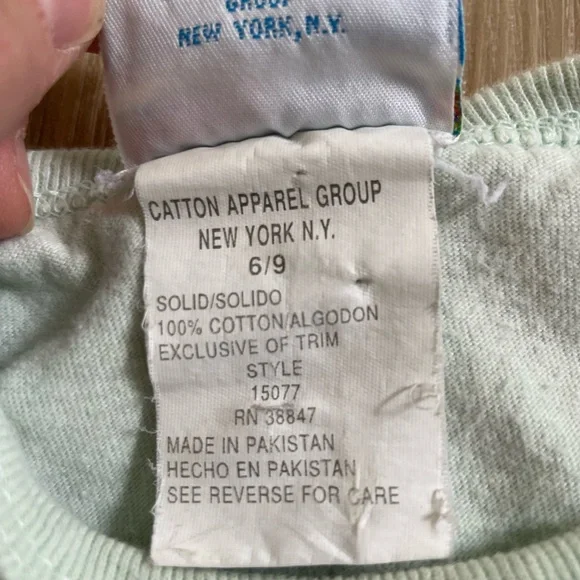 GROUP
NEW YORK, N.Y.
CATTON APPAREL GROUP
NEW YORK N.Y.
6/9
SOLID/SOLIDO
100% COTTON/ALGODON
EXCLUSIVE OF TRIM
STYLE
15077
RN 38847
MADE IN PAKISTAN
HECHO EN PAKISTAN
SEE REVERSE FOR CARE